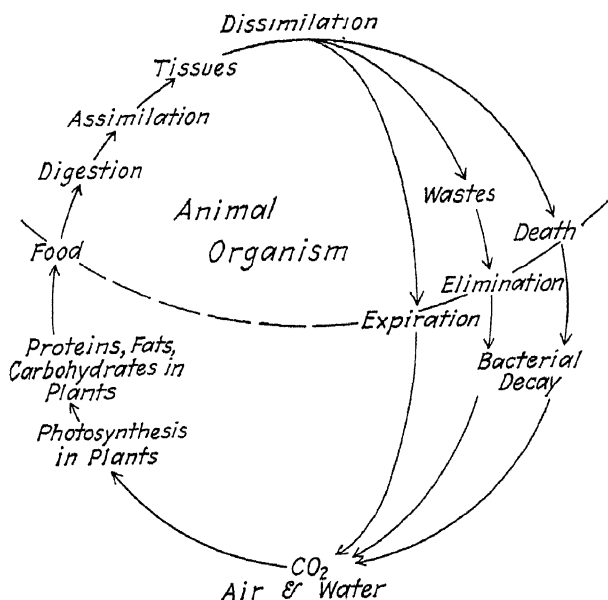 Dissimilation
Tissues
Assimilation
Digestion
Food
Animal
Organism
Wastes
Death
Elimination
Expiration
Proteins, Fats,
Carbohydrates in
Plants
Bacterial
Decay
Photosynthesis
in Plants
CO₂
Air & Water